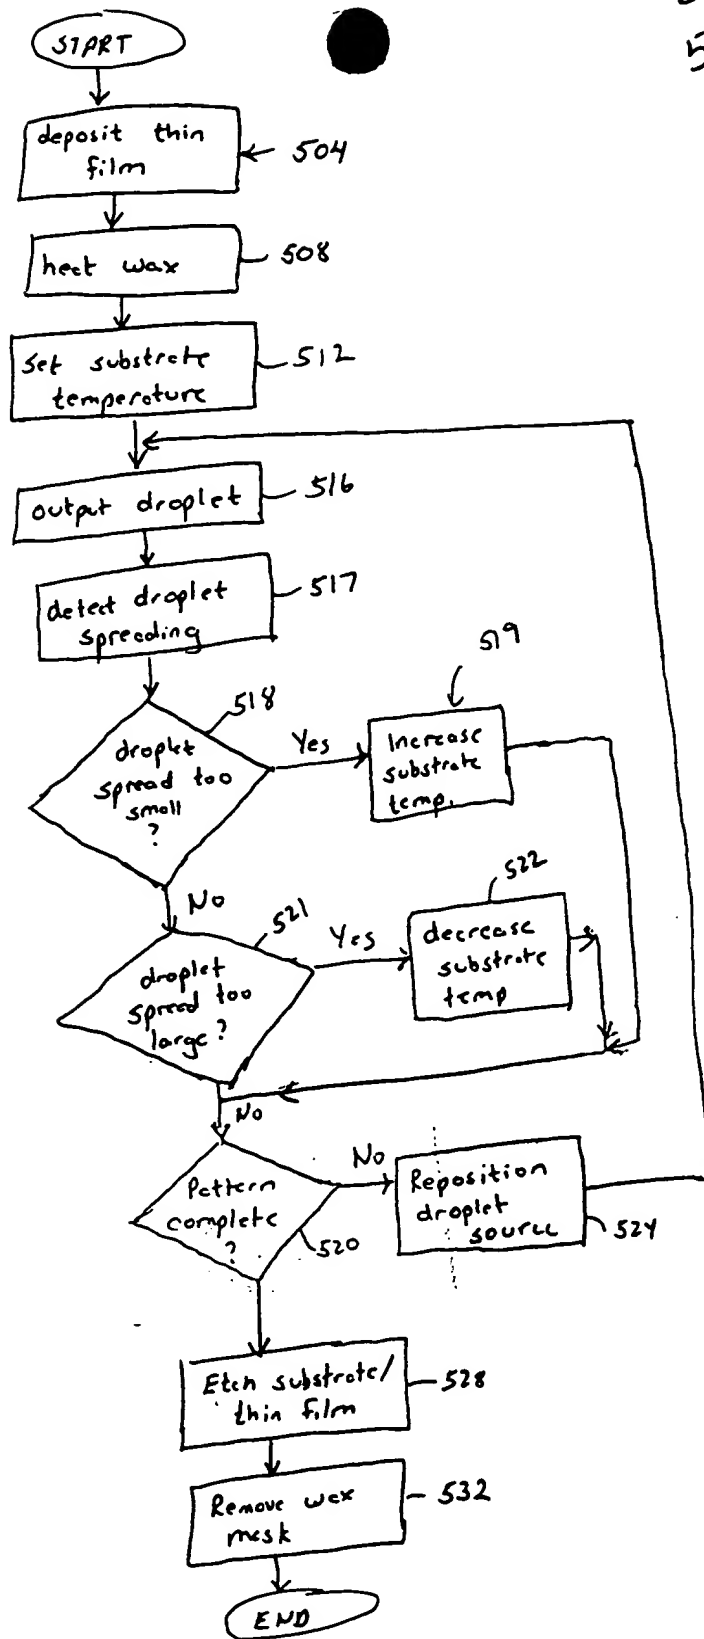 5
START
deposit thin
film
504
heat wax
508
Set substrate
temperature
512
output droplet
516
detect droplet
spreading
517
518
droplet
spread too
small
?
Yes
519
Increase
substrate
temp.
No
521
droplet
spread too
large?
Yes
522
decrease
substrate
temp
No
Pattern
complete
?
520
No
Reposition
droplet
source
524
Etch substrate/
thin film
528
Remove wax
mask
532
END